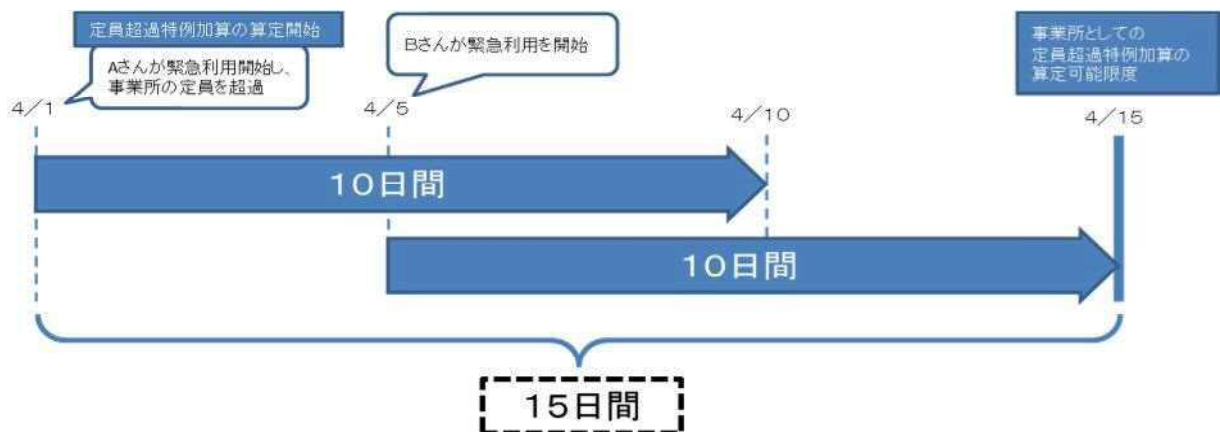 定員超過特例加算の算定開始
Aさんが緊急利用開始し、
事業所の定員を超過
Bさんが緊急利用を開始
事業所としての
定員超過特例加算の
算定可能限度
4/1
4/5
4/10
4/15
10日間
10日間
15日間